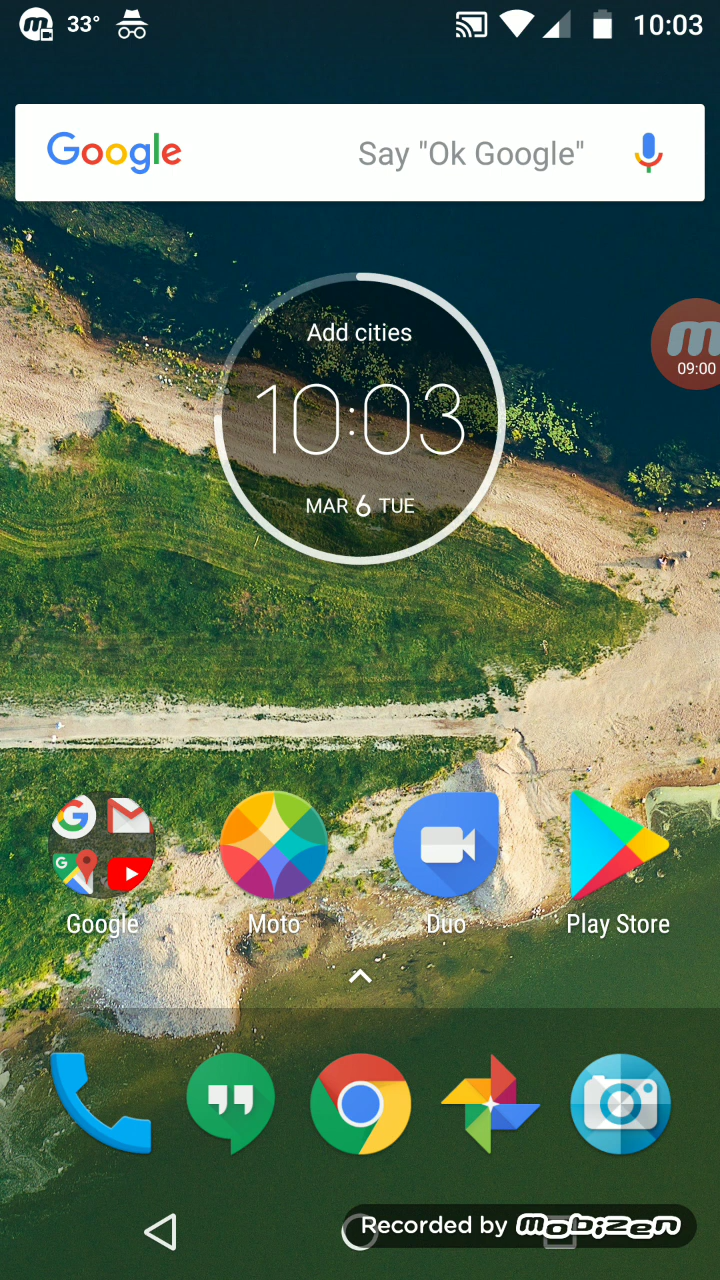 33°
10:03
Google
Say "Ok Google"
Add cities
10:03
MAR 6 TUE
09:00
Google
Moto
Duo
Play Store
Recorded by mobizen